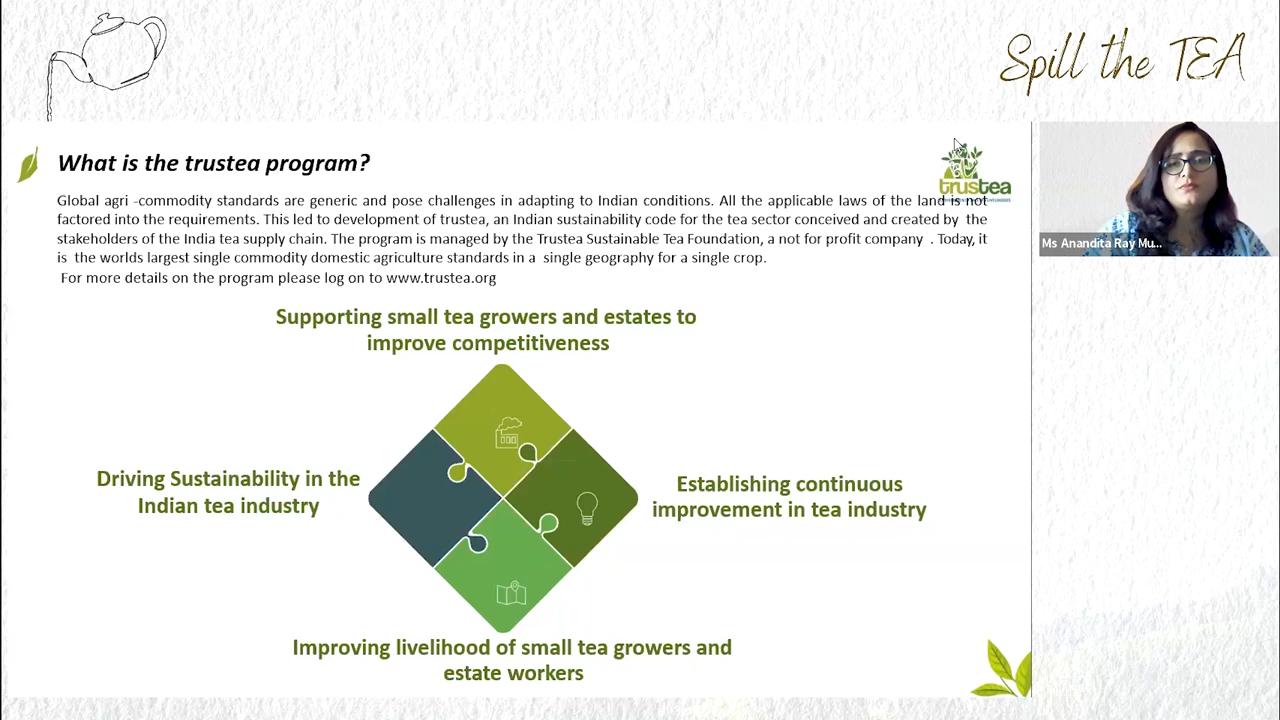 Spill the TEA
What is the trustea program?
trustea
Global agri -commodity standards are generic and pose challenges in adapting to Indian conditions. All the applicable laws of the land is not
factored into the requirements. This led to development of trustea, an Indian sustainability code for the tea sector conceived and created by the
stakeholders of the India tea supply chain. The program is managed by the Trustea Sustainable Tea Foundation, a not for profit company . Today, it
is the worlds largest single commodity domestic agriculture standards in a single geography for a single crop.
For more details on the program please log on to www.trustea.org
Ms Anandita Ray Mu...
Supporting small tea growers and estates to
improve competitiveness
Driving Sustainability in the
Indian tea industry
Establishing continuous
improvement in tea industry
Improving livelihood of small tea growers and
estate workers